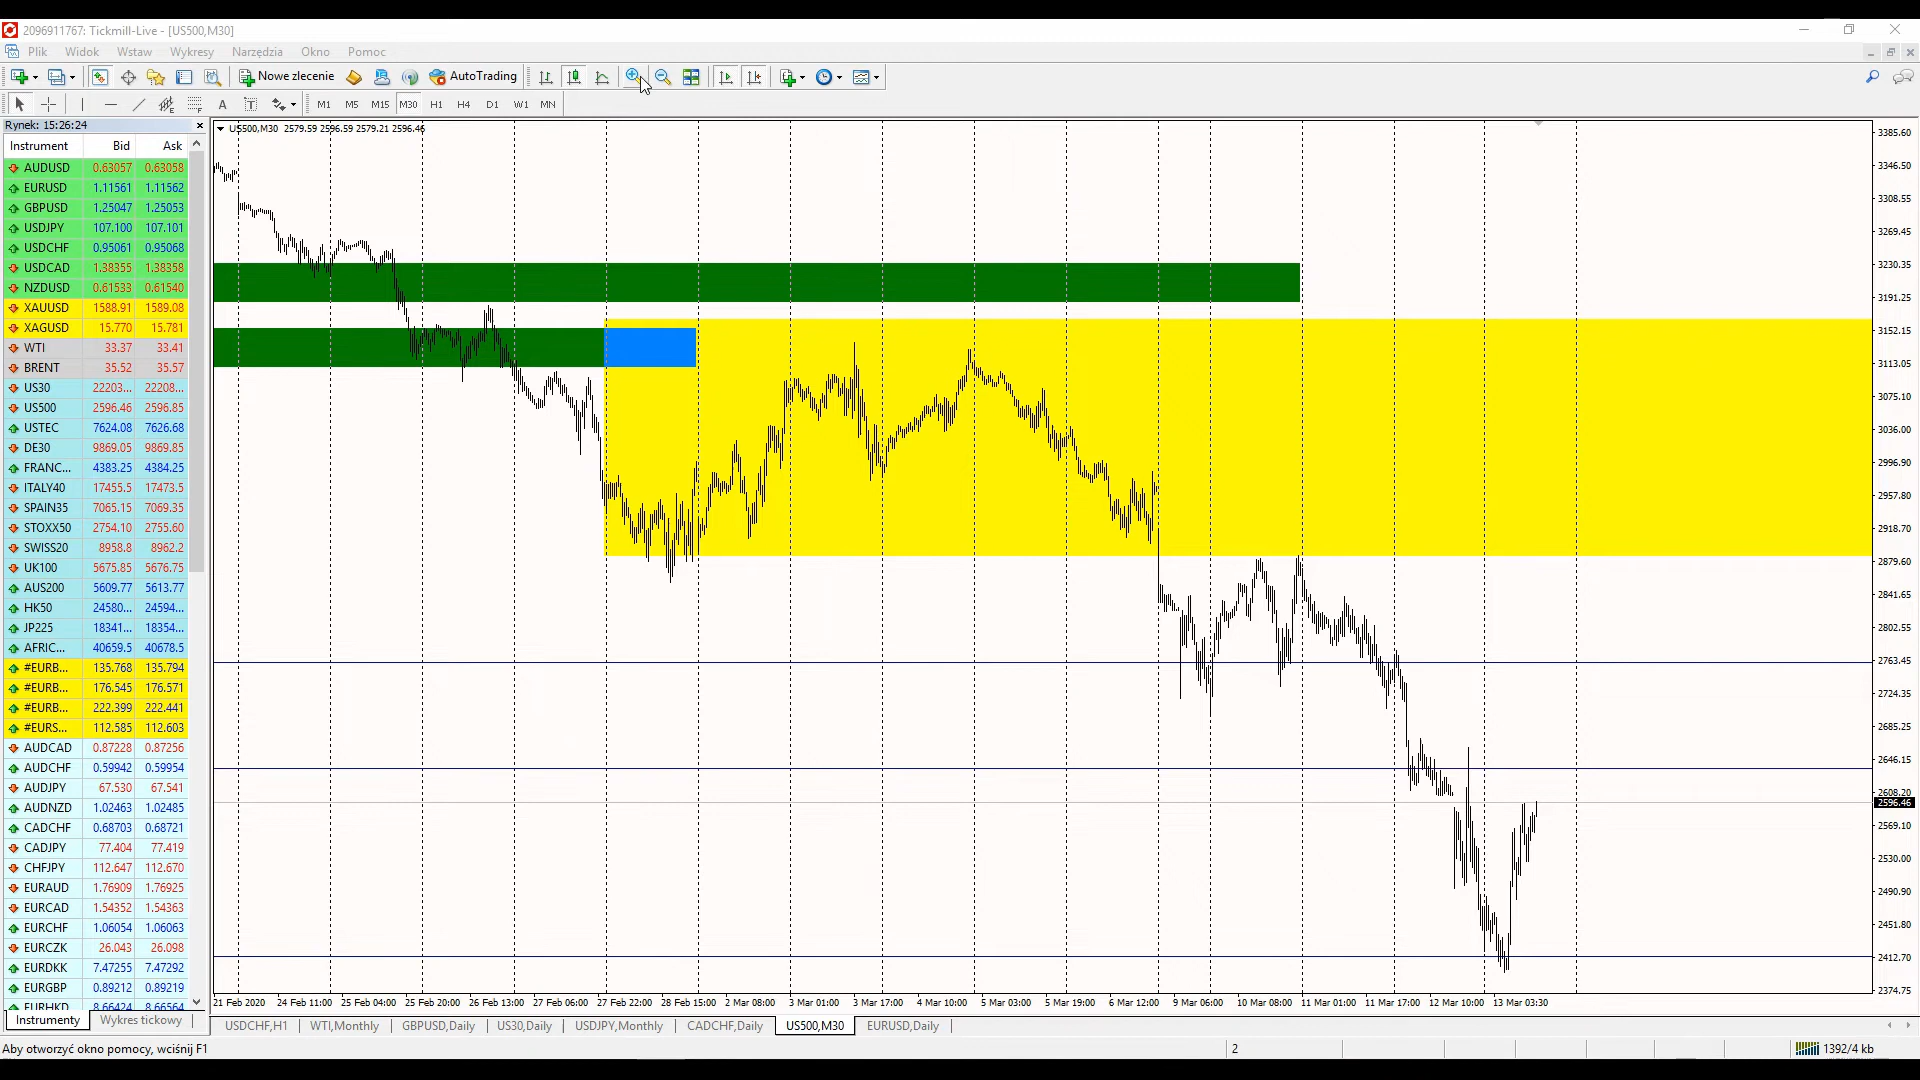 2096911767: Tickmill-Live - [US500,M30]
Plik Widok Wstaw Wykresy Narzędzia Okno Pomoc
Nowe zlecenie AutoTrading
A T M1 M5 M15 M30 H1 H4 D1 W1 MN
Rynek: 15:26:24
US500,M30 2579.59 2596.59 2579.21 2596.46
Instrument Bid Ask
AUDUSD 0.63057 0.63058
EURUSD 1.11561 1.11562
GBPUSD 1.25047 1.25053
USDJPY 107.100 107.101
USDCHF 0.95061 0.95068
USDCAD 1.38355 1.38358
NZDUSD 0.61533 0.61540
XAUUSD 1588.91 1589.08
XAGUSD 15.770 15.781
WTI 33.37 33.41
BRENT 35.52 35.57
US30 22203... 22208...
US500 2596.46 2596.85
USTEC 7624.08 7626.68
DE30 9869.05 9869.85
FRANC... 4383.25 4384.25
ITALY40 17455.5 17473.5
SPAIN35 7065.15 7069.35
STOXX50 2754.10 2755.60
SWISS20 8958.8 8962.2
UK100 5675.85 5676.75
AUS200 5609.77 5613.77
HK50 24580... 24594...
JP225 18341... 18354...
AFRIC... 40659.5 40678.5
#EURB... 135.768 135.794
#EURB... 176.545 176.571
#EURB... 222.399 222.441
#EURS... 112.585 112.603
AUDCAD 0.87228 0.87256
AUDCHF 0.59942 0.59954
AUDJPY 67.530 67.541
AUDNZD 1.02463 1.02485
CADCHF 0.68703 0.68721
CADJPY 77.404 77.419
CHFJPY 112.647 112.670
EURAUD 1.76909 1.76925
EURCAD 1.54352 1.54363
EURCHF 1.06054 1.06063
EURCZK 26.043 26.098
EURDKK 7.47255 7.47292
EURGBP 0.89212 0.89219
EURHKD 8.66424 8.66564
Instrumenty Wykres tickowy
3385.60
3346.50
3308.55
3269.45
3230.35
3191.25
3152.15
3113.05
3075.10
3036.00
2996.90
2957.80
2918.70
2879.60
2841.65
2802.55
2763.45
2724.35
2685.25
2646.15
2608.20
2596.46
2569.10
2530.00
2490.90
2451.80
2412.70
2374.75
21 Feb 2020 24 Feb 11:00 25 Feb 04:00 25 Feb 20:00 26 Feb 13:00 27 Feb 06:00 27 Feb 22:00 28 Feb 15:00 2 Mar 08:00 3 Mar 01:00 3 Mar 17:00 4 Mar 10:00 5 Mar 03:00 5 Mar 19:00 6 Mar 12:00 9 Mar 06:00 10 Mar 08:00 11 Mar 01:00 11 Mar 17:00 12 Mar 10:00 13 Mar 03:30
USDCHF,H1 WTI,Monthly GBPUSD,Daily US30,Daily USDJPY,Monthly CADCHF,Daily US500,M30 EURUSD,Daily
Aby otworzyć okno pomocy, wciśnij F1 2 1392/4 kb